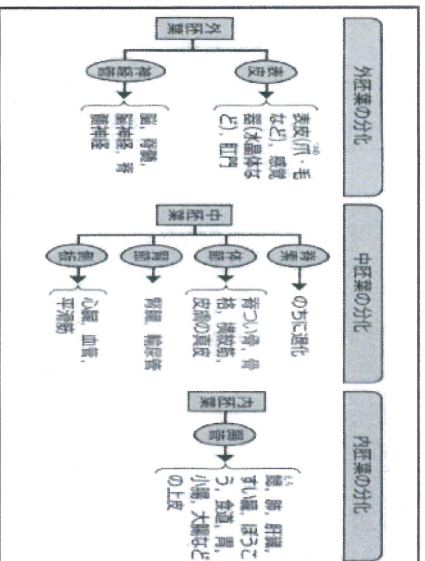 外胚葉の分化
外胚葉
表皮
表皮(爪・毛
など), 感覚
器(水晶体な
ど), 肛門
神経管
脳, 脊髄,
脳神経, 脊
髄神経
中胚葉の分化
中胚葉
脊索
のちに退化
体節
脊つい骨, 骨
格, 横紋筋,
皮膚の真皮
腎節
腎臓, 輸尿管
側板
心臓, 血管,
平滑筋
内胚葉の分化
内胚葉
腸管
肺, 肝臓,
すい臓, ぼうこ
う, 食道, 胃,
小腸, 大腸など
の上皮